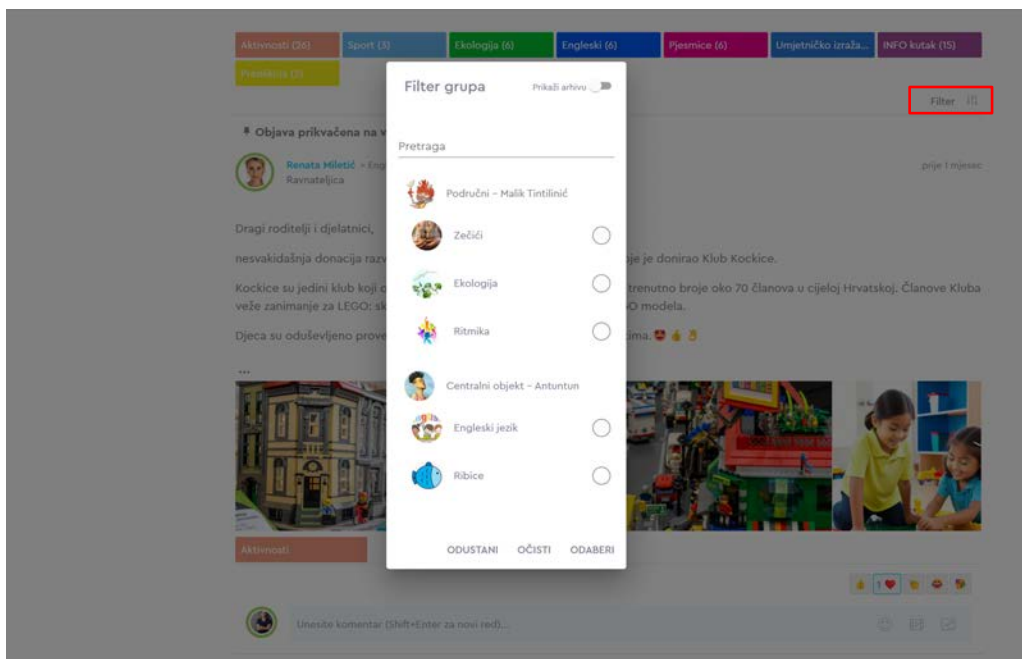 Aktivnosti (26)
Sport (3)
Ekologija (6)
Engleski (6)
Pjesmice (6)
Umjetničko izraža...
INFO kutak (15)
(3)
Filter
Objava prikvačena na v
Renata Miletić
Ravnateljica
prije 1 mjesec
Filter grupa
Prikaži arhivu
Pretraga
Područni - Malik Tintilinić
Zečići
Ekologija
Ritmika
Centralni objekt - Antuntun
Engleski jezik
Ribice
ODUSTANI
OČISTI
ODABERI
Dragi roditelji i djelatnici,
nesvakidašnja donacija razv
je je donirao Klub Kockice.
Kockice su jedini klub koji o
trenutno broje oko 70 članova u cijeloj Hrvatskoj. Članove Kluba
veže zanimanje za LEGO: sk
O modela.
Djeca su oduševljeno prove
ima.
...
Aktivnosti
1
Unesite komentar (Shift+Enter za novi red)...